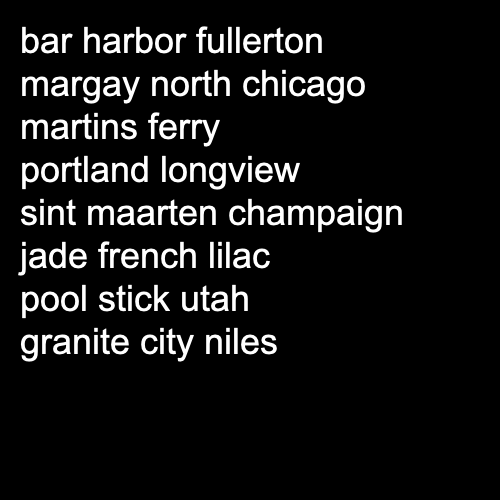 bar harbor fullerton
margay north chicago
martins ferry
portland longview
sint maarten champaign
jade french lilac
pool stick utah
granite city niles